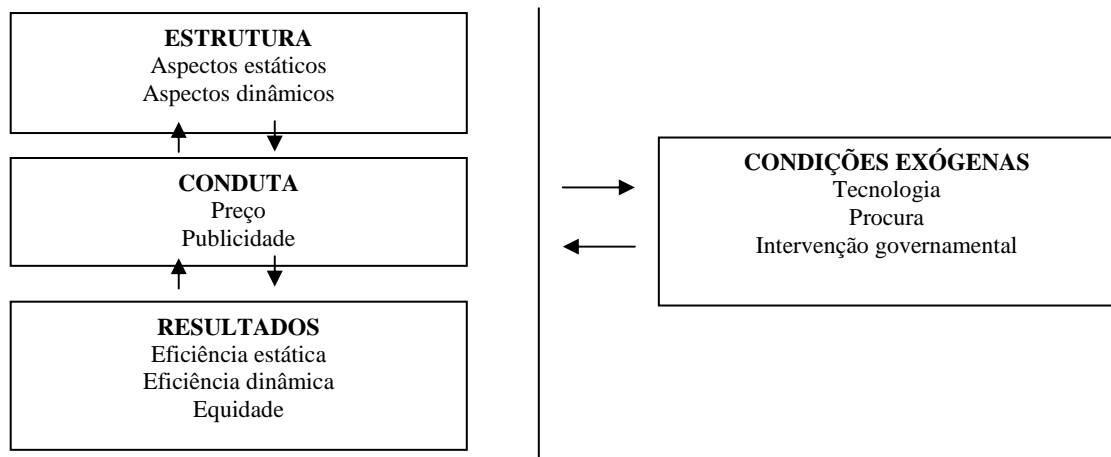 ESTRUTURA
Aspectos estáticos
Aspectos dinâmicos
CONDUTA
Preço
Publicidade
RESULTADOS
Eficiência estática
Eficiência dinâmica
Equidade
CONDIÇÕES EXÓGENAS
Tecnologia
Procura
Intervenção governamental